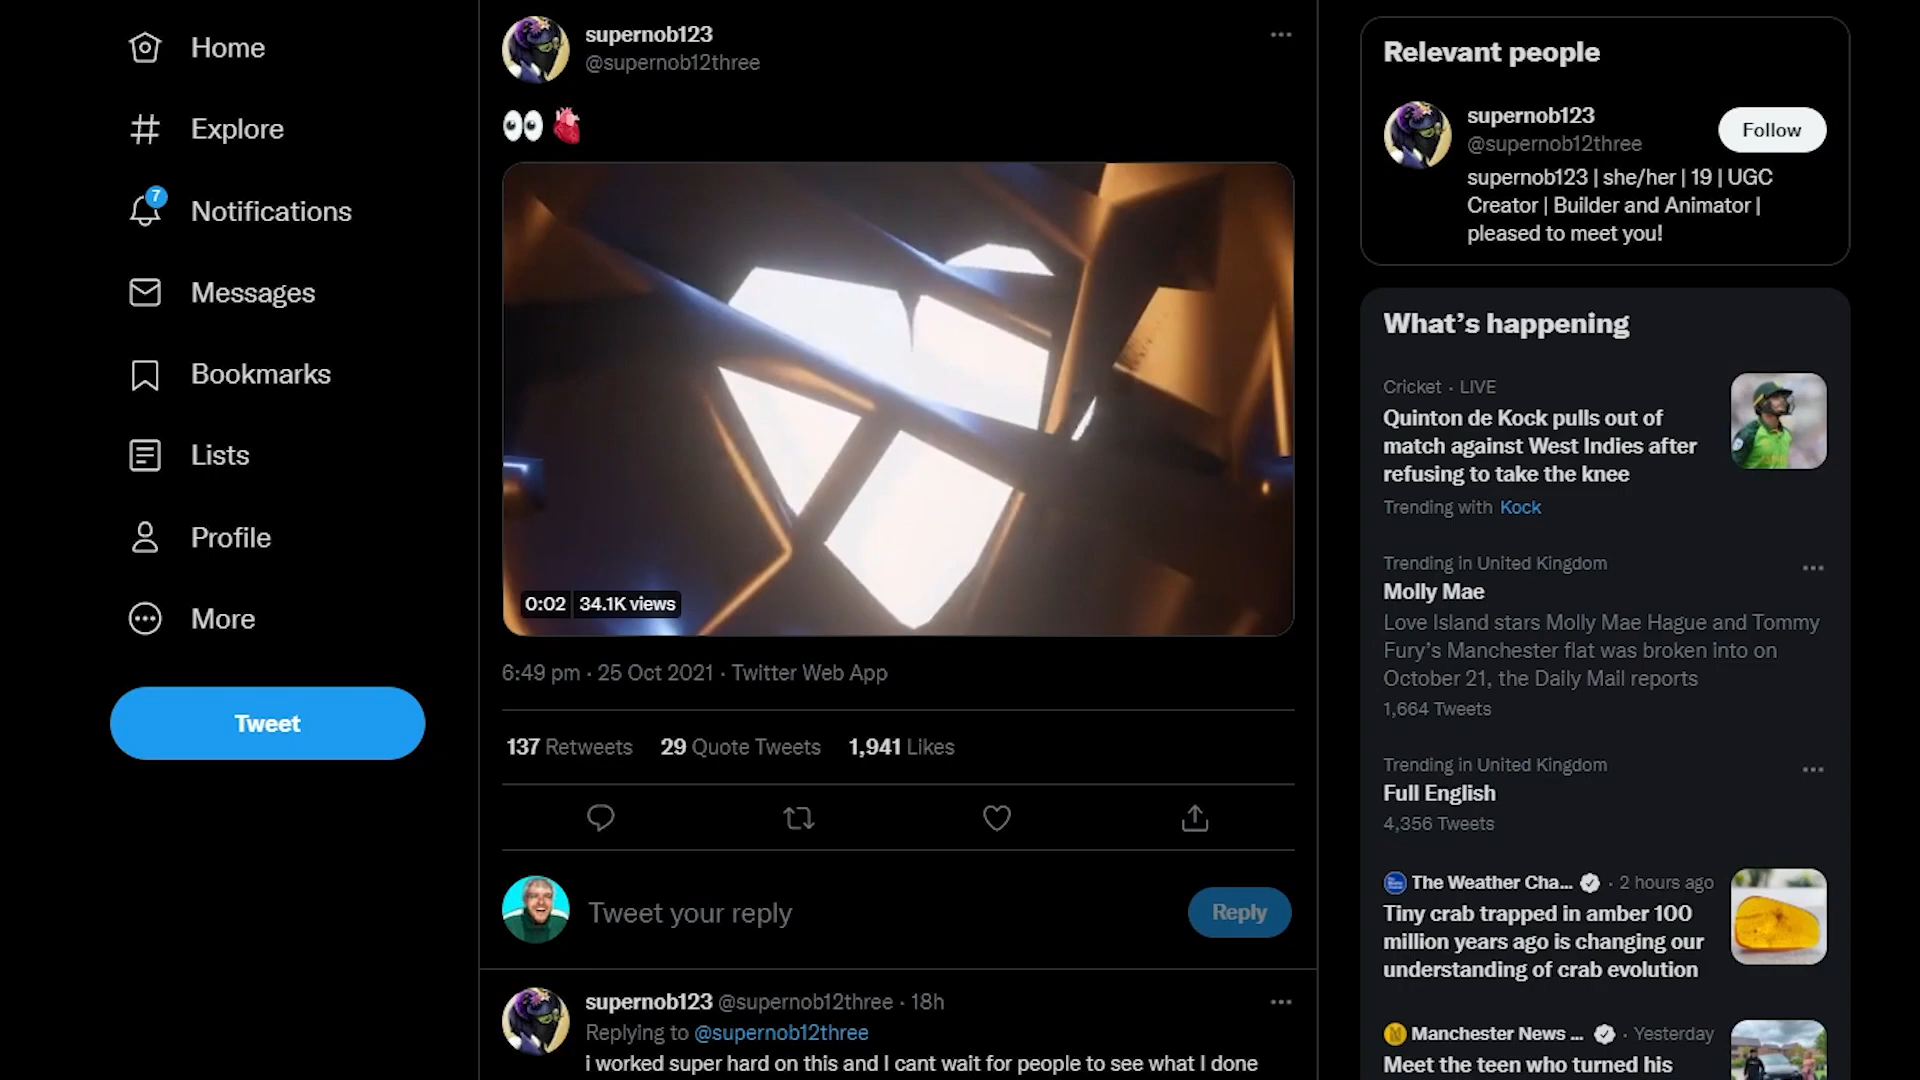 Home
Explore
7
Notifications
Messages
Bookmarks
Lists
Profile
More
Tweet
supernob123
@supernob12three
0:02 34.1K views
6:49 pm · 25 Oct 2021 · Twitter Web App
137 Retweets 29 Quote Tweets 1,941 Likes
Tweet your reply
Reply
supernob123 @supernob12three · 18h
Replying to @supernob12three
i worked super hard on this and I cant wait for people to see what I done
Relevant people
supernob123
@supernob12three
Follow
supernob123 | she/her | 19 | UGC
Creator | Builder and Animator |
pleased to meet you!
What's happening
Cricket · LIVE
Quinton de Kock pulls out of
match against West Indies after
refusing to take the knee
Trending with Kock
Trending in United Kingdom
Molly Mae
Love Island stars Molly Mae Hague and Tommy
Fury's Manchester flat was broken into on
October 21, the Daily Mail reports
1,664 Tweets
Trending in United Kingdom
Full English
4,356 Tweets
The Weather Cha... · 2 hours ago
Tiny crab trapped in amber 100
million years ago is changing our
understanding of crab evolution
Manchester News ... · Yesterday
Meet the teen who turned his